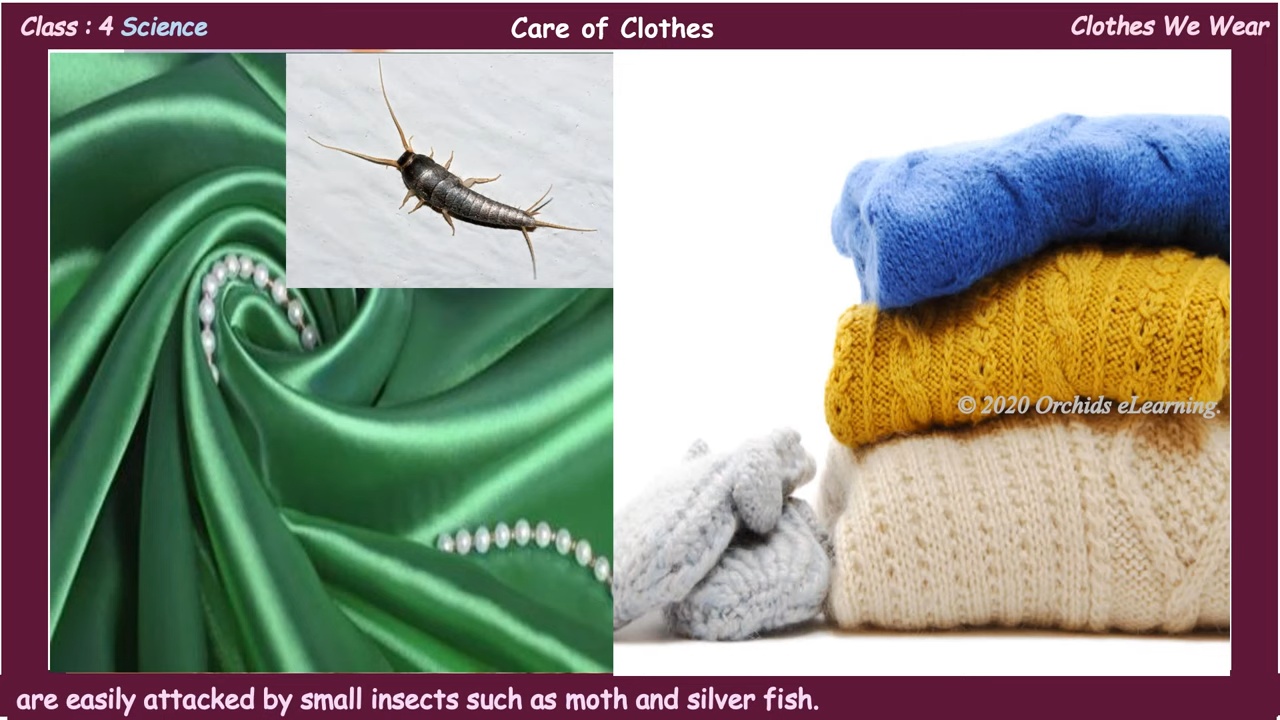 Class : 4 Science
Care of Clothes
Clothes We Wear
© 2020 Orchids eLearning.
are easily attacked by small insects such as moth and silver fish.